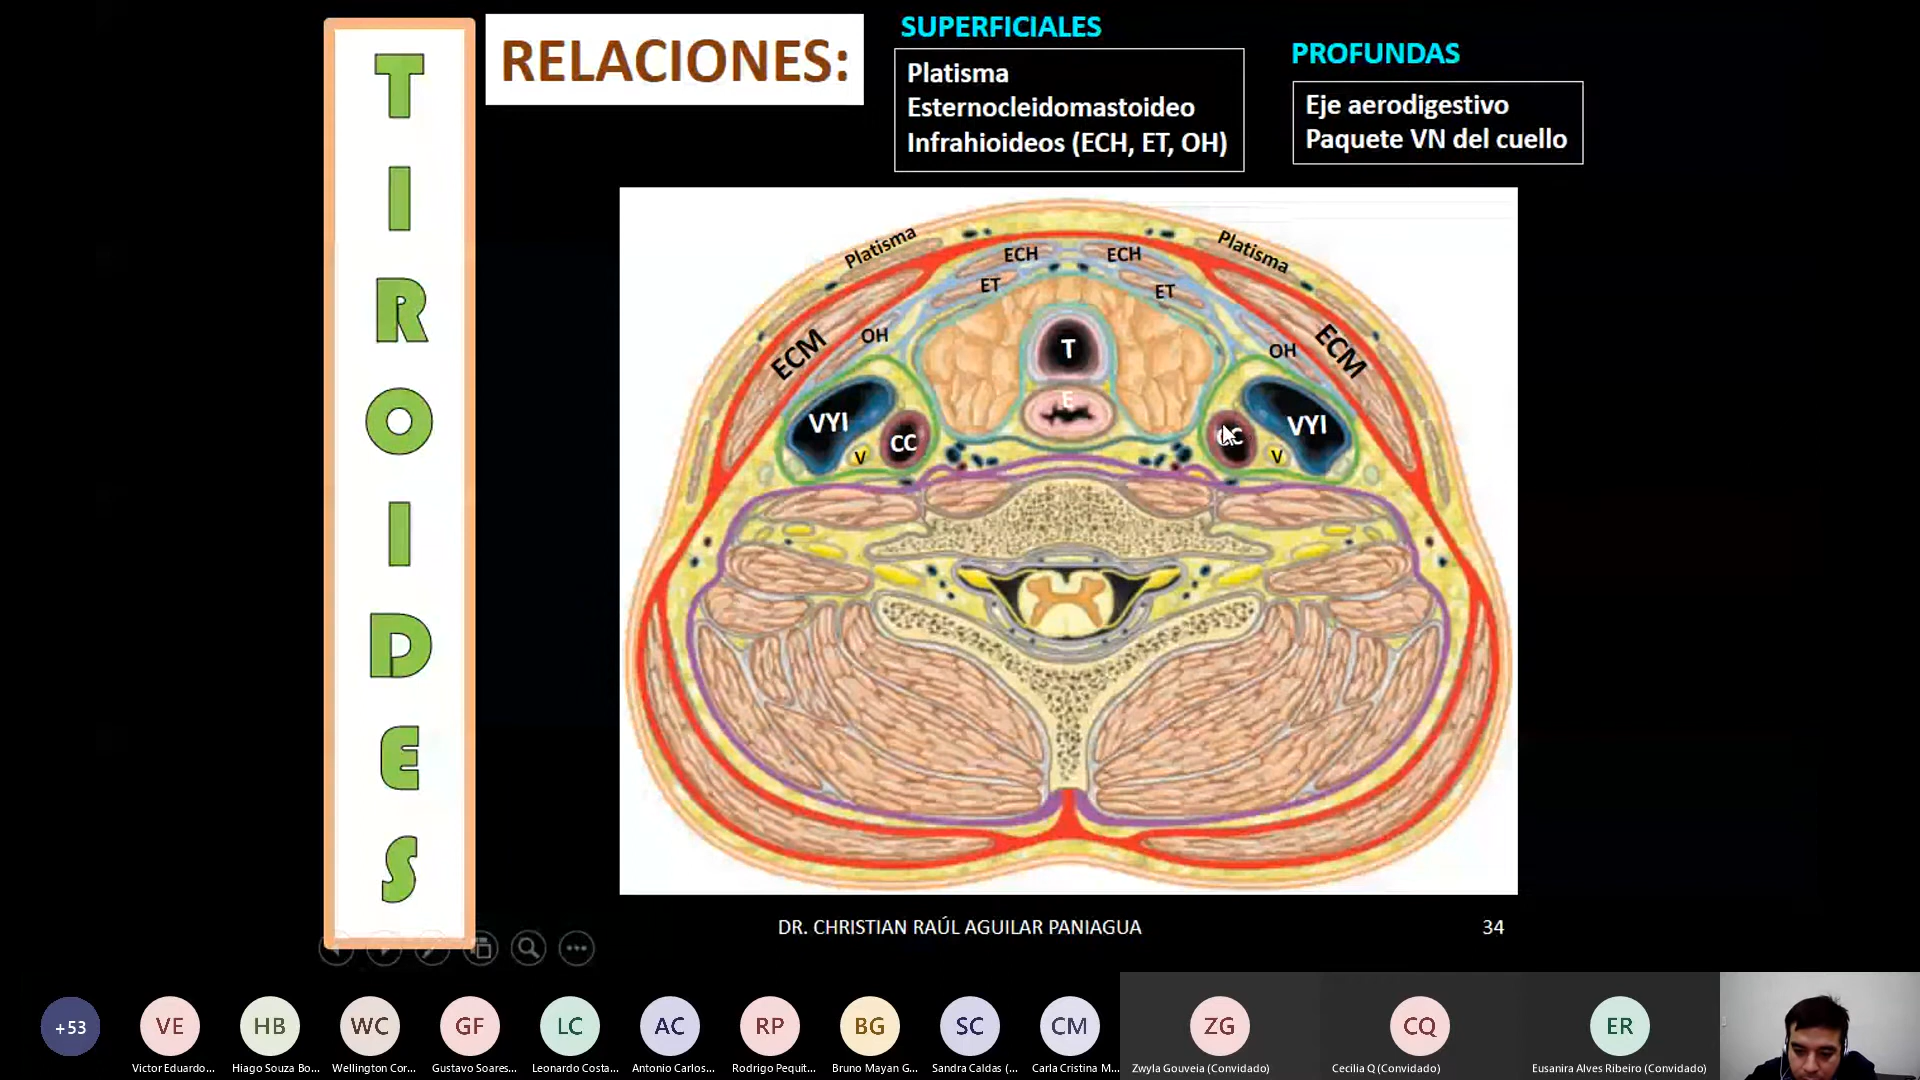 TIROIDES
RELACIONES:
SUPERFICIALES
Platisma
Esternocleidomastoideo
Infrahioideos (ECH, ET, OH)
PROFUNDAS
Eje aerodigestivo
Paquete VN del cuello
Platisma
ECH
ECH
Platisma
ET
ET
OH
OH
ECM
ECM
T
E
VYI
CC
V
V
VYI
DR. CHRISTIAN RAÚL AGUILAR PANIAGUA
34
+53
VE
HB
WC
GF
LC
AC
RP
BG
SC
CM
ZG
CQ
ER
Victor Eduardo...
Hiago Souza Bo...
Wellington Cor...
Gustavo Soares...
Leonardo Costa...
Antonio Carlos...
Rodrigo Pequit...
Bruno Mayan G...
Sandra Caldas (...
Carla Cristina M...
Zwyla Gouveia (Convidado)
Cecilia Q (Convidado)
Eusanira Alves Ribeiro (Convidado)